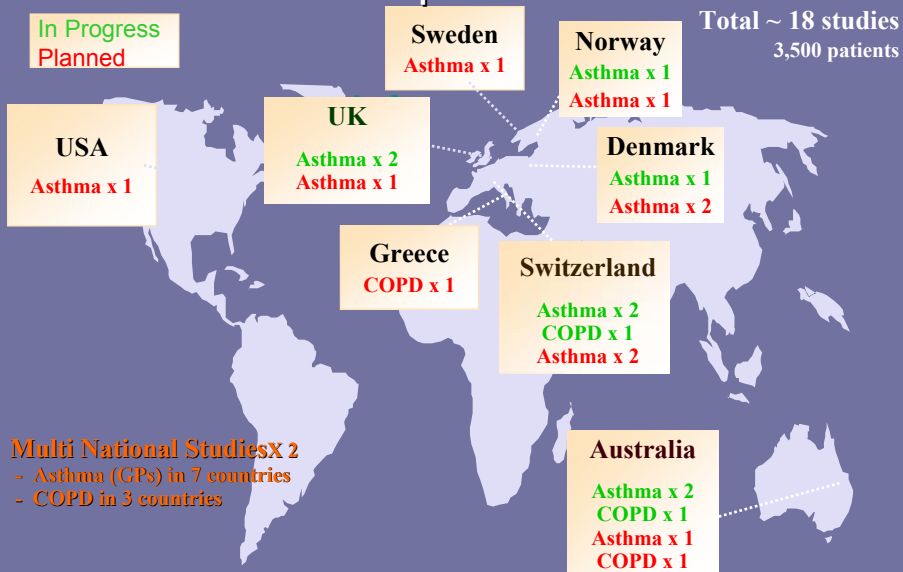 In Progress
Planned
Total ~ 18 studies
3,500 patients
Sweden
Asthma x 1
Norway
Asthma x 1
Asthma x 1
UK
Asthma x 2
Asthma x 1
USA
Asthma x 1
Denmark
Asthma x 1
Asthma x 2
Greece
COPD x 1
Switzerland
Asthma x 2
COPD x 1
Asthma x 2
Multi National StudiesX 2
- Asthma (GPs) in 7 countries
- COPD in 3 countries
Australia
Asthma x 2
COPD x 1
Asthma x 1
COPD x 1